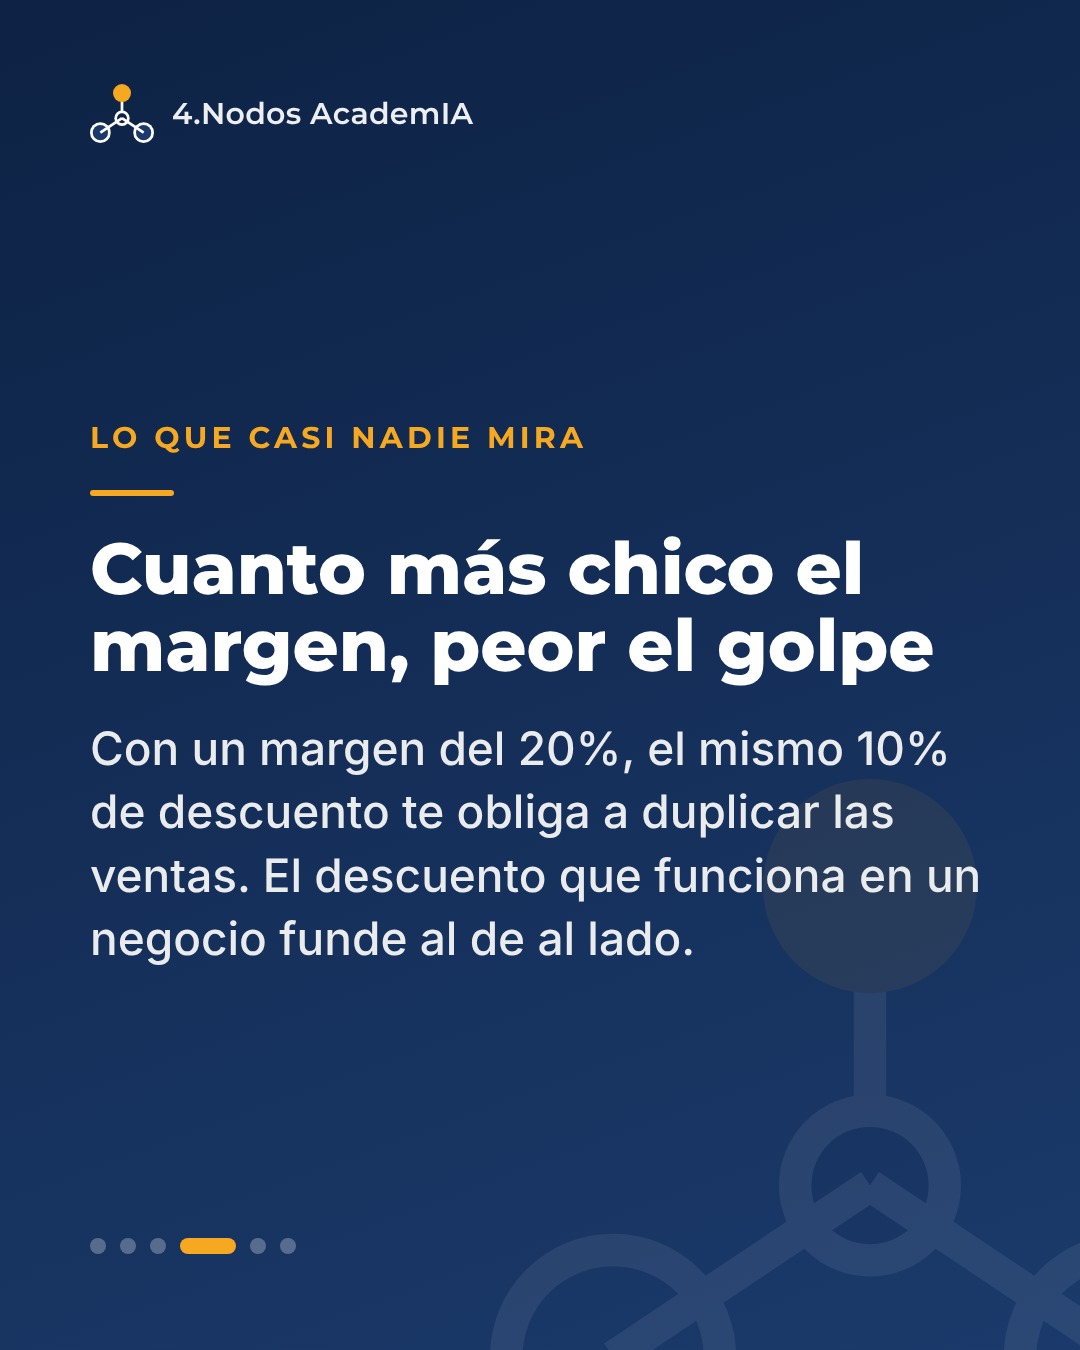 4.Nodos AcademIA
LO QUE CASI NADIE MIRA
Cuanto más chico el
margen, peor el golpe
Con un margen del 20%, el mismo 10%
de descuento te obliga a duplicar las
ventas. El descuento que funciona en un
negocio funde al de al lado.